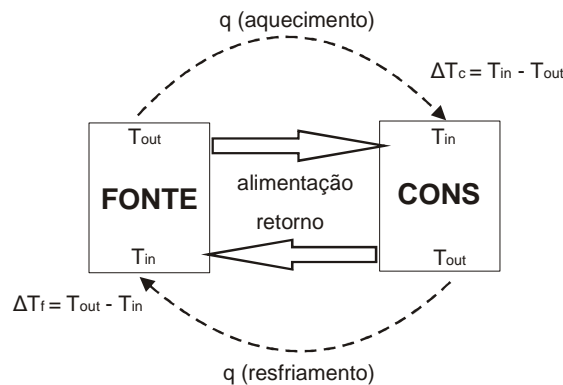 q (aquecimento)
ΔTc = Tin - Tout
Tout
Tin
FONTE
alimentação
CONS
retorno
Tin
Tout
ΔTf = Tout - Tin
q (resfriamento)